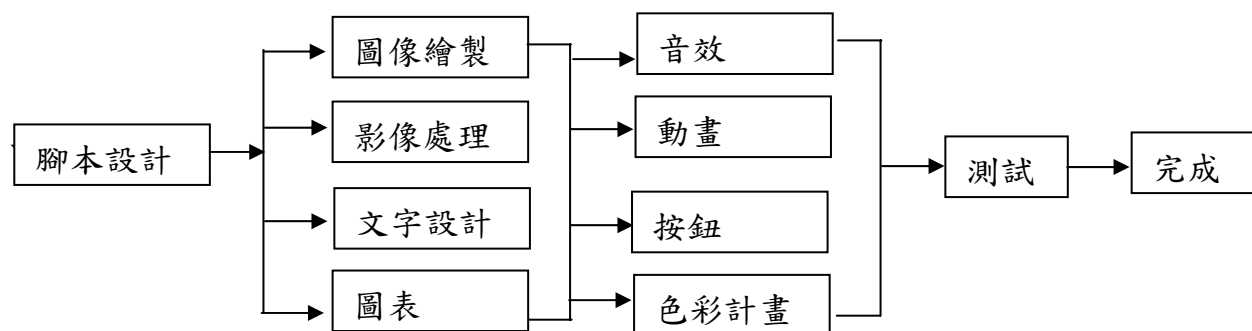 腳本設計
圖像繪製
影像處理
文字設計
圖表
音效
動畫
按鈕
色彩計畫
測試
完成